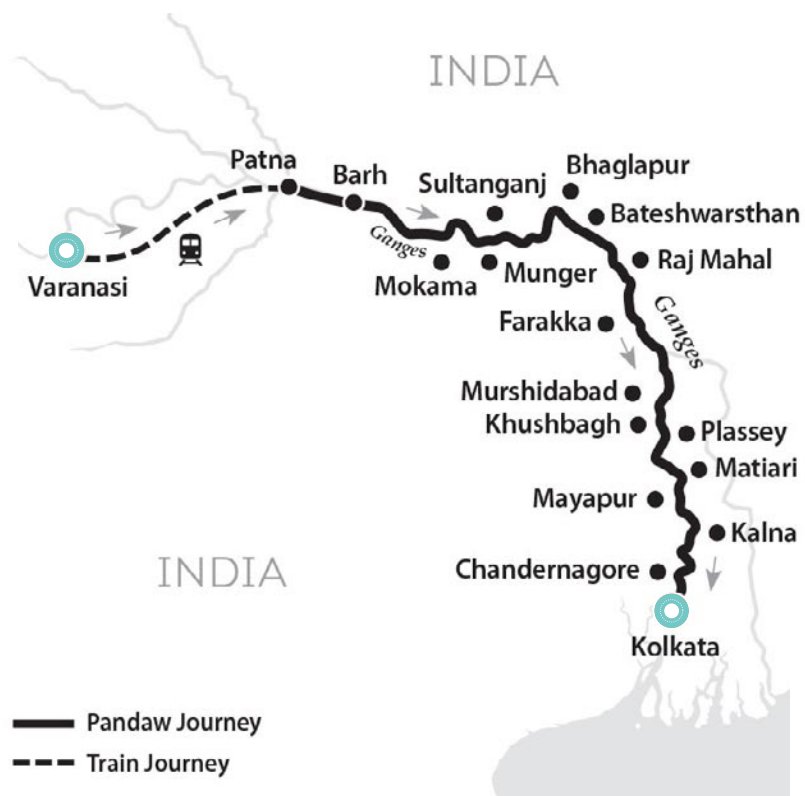 INDIA
Patna
Barh
Sultanganj
Bhaglapur
Bateshwarsthan
Ganges
Varanasi
Mokama
Munger
Raj Mahal
Farakka
Ganges
Murshidabad
Khushbagh
Plassey
Matiari
Mayapur
Kalna
INDIA
Chandernagore
Kolkata
Pandaw Journey
Train Journey